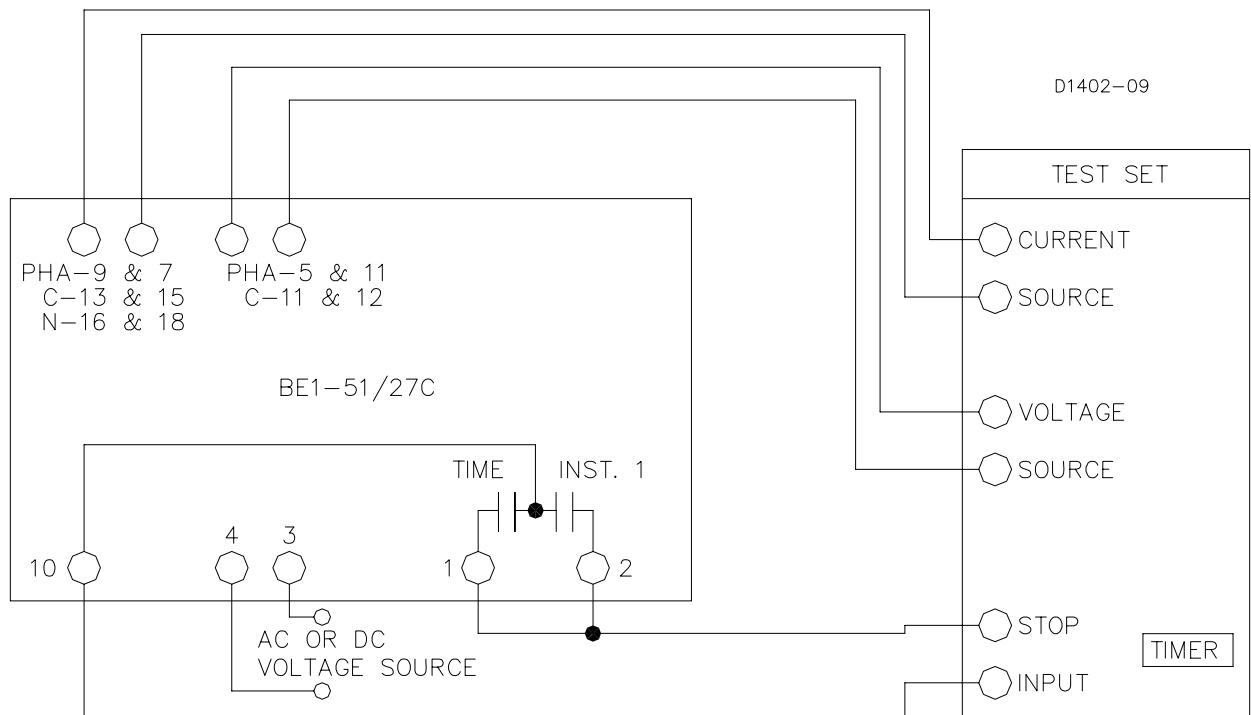 D1402-09
TEST SET
CURRENT
SOURCE
PHA-9 & 7
C-13 & 15
N-16 & 18
PHA-5 & 11
C-11 & 12
BE1-51/27C
VOLTAGE
SOURCE
TIME
INST. 1
10
4
3
1
2
AC OR DC
VOLTAGE SOURCE
STOP
TIMER
INPUT